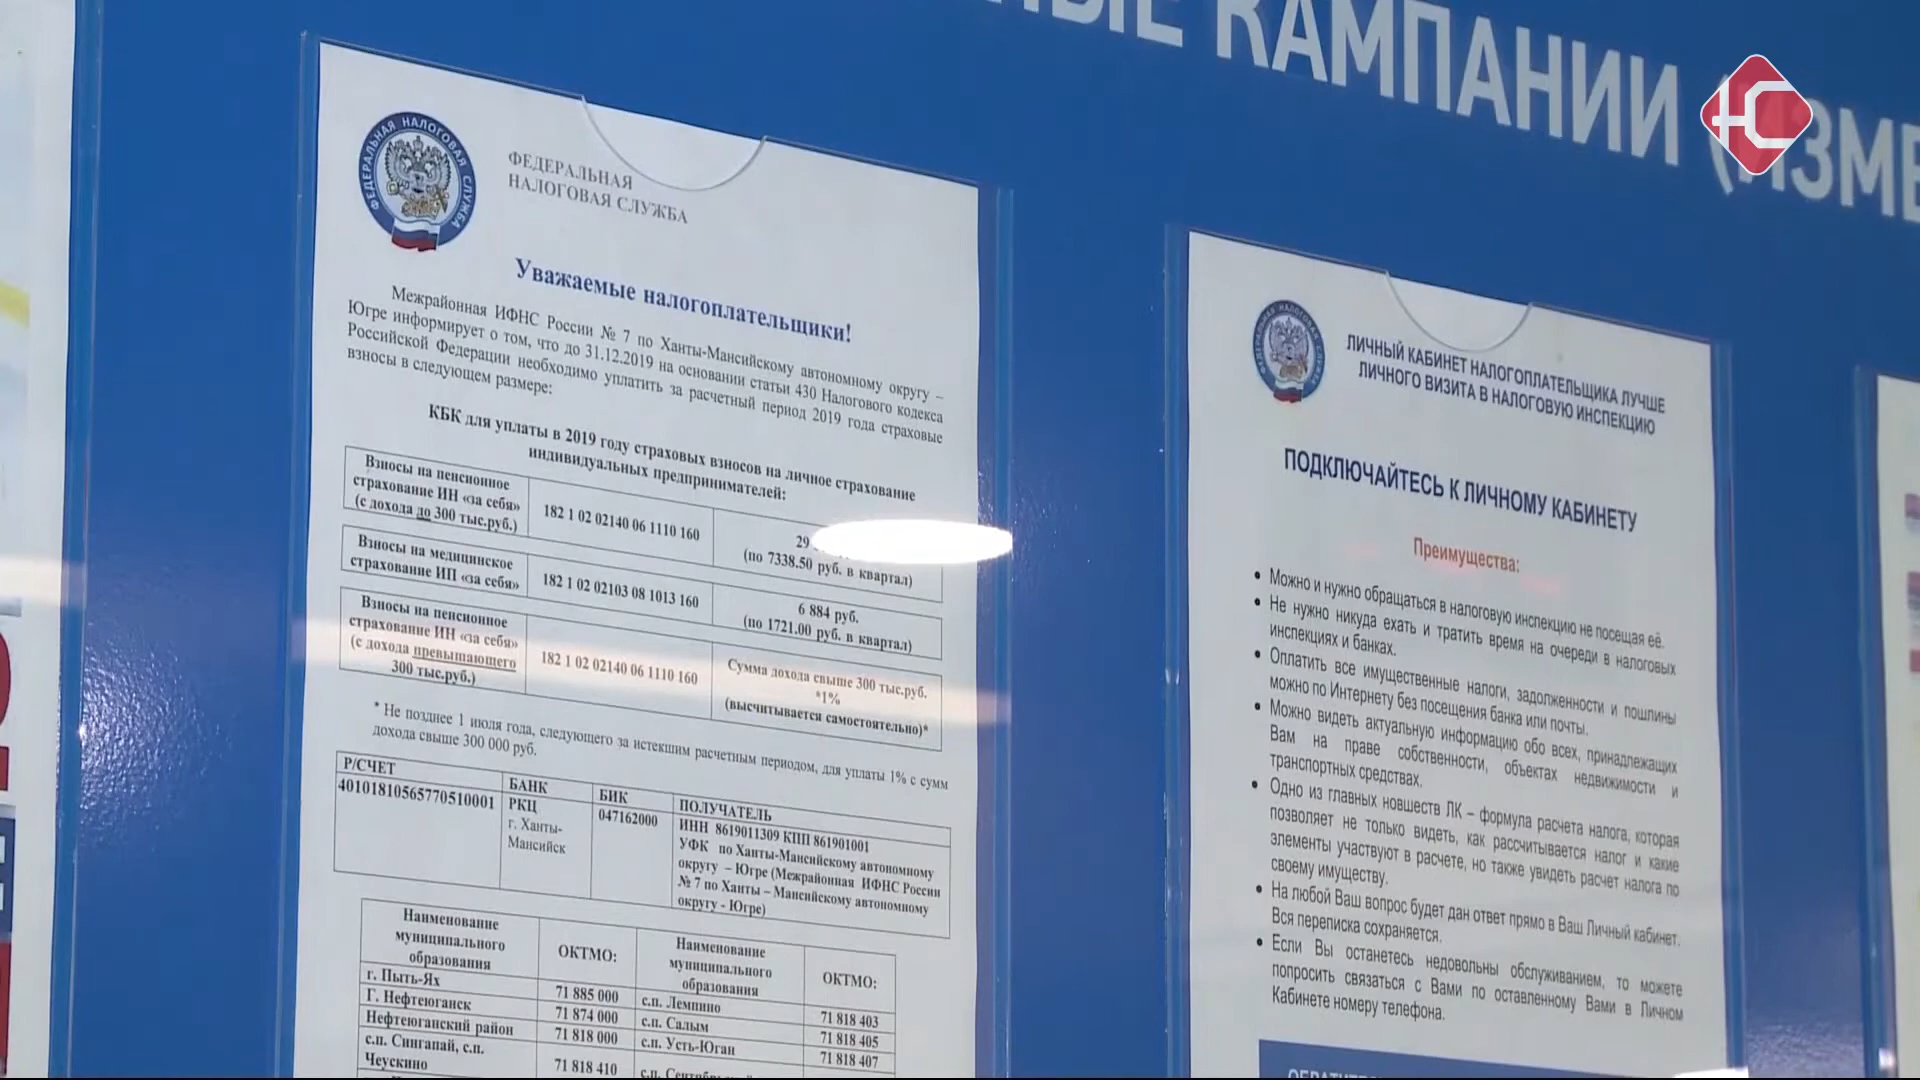 КАМПАНИИ
ФЕДЕРАЛЬНАЯ НАЛОГОВАЯ СЛУЖБА
ФЕДЕРАЛЬНАЯ
НАЛОГОВАЯ СЛУЖБА
Уважаемые налогоплательщики!
Межрайонная ИФНС России № 7 по Ханты-Мансийскому автономному округу –
Югре информирует о том, что до 31.12.2019 на основании статьи 430 Налогового кодекса
Российской Федерации необходимо уплатить за расчетный период 2019 года страховые
взносы в следующем размере:
КБК для уплаты в 2019 году страховых взносов на личное страхование
индивидуальных предпринимателей:
Взносы на пенсионное
страхование ИН «за себя»
(с дохода до 300 тыс.руб.)
182 1 02 02140 06 1110 160
29
(по 7338.50 руб. в квартал)
Взносы на медицинское
страхование ИП «за себя»
182 1 02 02103 08 1013 160
6 884 руб.
(по 1721.00 руб. в квартал)
Взносы на пенсионное
страхование ИН «за себя»
(с дохода превышающего
300 тыс.руб.)
182 1 02 02140 06 1110 160
Сумма дохода свыше 300 тыс.руб.
*1%
(высчитывается самостоятельно)*
* Не позднее 1 июля года, следующего за истекшим расчетным периодом, для уплаты 1% с сумм
дохода свыше 300 000 руб.
Р/СЧЕТ
БАНК
БИК
ПОЛУЧАТЕЛЬ
40101810565770510001
РКЦ
г. Ханты-
Мансийск
047162000
ИНН 8619011309 КПП 861901001
УФК по Ханты-Мансийскому автономному
округу – Югре (Межрайонная ИФНС России
№ 7 по Ханты – Мансийскому автономному
округу - Югре)
Наименование
муниципального
образования
ОКТМО:
Наименование
муниципального
образования
ОКТМО:
г. Пыть-Ях
71 885 000
с.п. Лемпино
71 818 403
Г. Нефтеюганск
71 874 000
с.п. Салым
71 818 405
Нефтеюганский район
71 818 000
с.п. Усть-Юган
71 818 407
с.п. Сингапай, с.п.
Чеускино
71 818 410
с.п.
ЛИЧНЫЙ КАБИНЕТ НАЛОГОПЛАТЕЛЬЩИКА ЛУЧШЕ
ЛИЧНОГО ВИЗИТА В НАЛОГОВУЮ ИНСПЕКЦИЮ
ПОДКЛЮЧАЙТЕСЬ К ЛИЧНОМУ КАБИНЕТУ
Преимущества:
• Можно и нужно обращаться в налоговую инспекцию не посещая её.
• Не нужно никуда ехать и тратить время на очереди в налоговых
инспекциях и банках.
• Оплатить все имущественные налоги, задолженности и пошлины
можно по Интернету без посещения банка или почты.
• Можно видеть актуальную информацию обо всех, принадлежащих
Вам на праве собственности, объектах недвижимости и
транспортных средствах.
• Одно из главных новшеств ЛК – формула расчета налога, которая
позволяет не только видеть, как рассчитывается налог и какие
элементы участвуют в расчете, но также увидеть расчет налога по
своему имуществу.
• На любой Ваш вопрос будет дан ответ прямо в Ваш Личный кабинет.
Вся переписка сохраняется.
• Если Вы останетесь недовольны обслуживанием, то можете
попросить связаться с Вами по оставленному Вами в Личном
Кабинете номеру телефона.